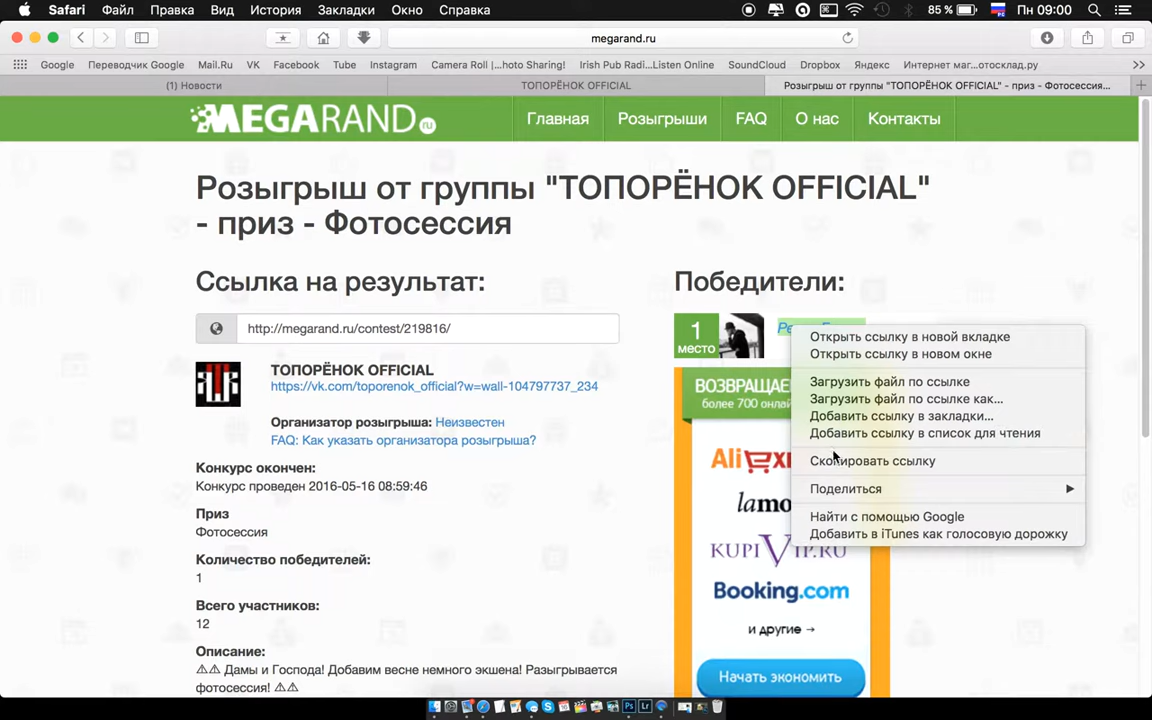 Safari Файл Правка Вид История Закладки Окно Справка 85 % Пн 09:00
megarand.ru
Google Переводчик Google Mail.Ru VK Facebook Tube Instagram Camera Roll |...hoto Sharing! Irish Pub Radi...Listen Online SoundCloud Dropbox Яндекс Интернет маг...отосклад.ру
(1) Новости ТОПОРЁНОК OFFICIAL Розыгрыш от группы "ТОПОРЁНОК OFFICIAL" - приз - Фотосессия...
MEGARAND.ru Главная Розыгрыши FAQ О нас Контакты
Розыгрыш от группы "ТОПОРЁНОК OFFICIAL"
- приз - Фотосессия
Ссылка на результат:
http://megarand.ru/contest/219816/
ТОПОРЁНОК OFFICIAL
https://vk.com/toporenok_official?w=wall-104797737_234
Организатор розыгрыша: Неизвестен
FAQ: Как указать организатора розыгрыша?
Конкурс окончен:
Конкурс проведен 2016-05-16 08:59:46
Приз
Фотосессия
Количество победителей:
1
Всего участников:
12
Описание:
⚠⚠ Дамы и Господа! Добавим весне немного экшена! Разыгрывается
фотосессия! ⚠⚠
Победители:
1
место
Открыть ссылку в новой вкладке
Открыть ссылку в новом окне
Загрузить файл по ссылке
Загрузить файл по ссылке как...
Добавить ссылку в закладки...
Добавить ссылку в список для чтения
Скопировать ссылку
Поделиться
Найти с помощью Google
Добавить в iTunes как голосовую дорожку
ВОЗВРАЩАЕ
более 700 онлай
AliEx
lamo
KUPIVIP.RU
Booking.com
и другие →
Начать экономить